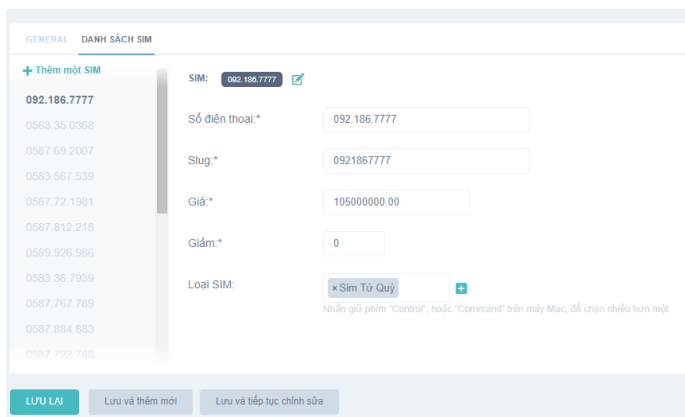 GENERAL DANH SÁCH SIM
+ Thêm một SIM
092.186.7777
0563.35.0368
0587.69.2007
0583.567.539
0567.72.1981
0587.812.218
0589.926.986
0583.36.7939
0587.767.789
0587.884.883
0587.722.788
SIM: 092.186.7777
Số điện thoại:* 092.186.7777
Slug:* 0921867777
Giá:* 105000000.00
Giảm:* 0
Loại SIM: × Sim Tứ Quý
Nhấn giữ phím "Control", hoặc "Command" trên máy Mac, để chọn nhiều hơn một.
LƯU LẠI Lưu và thêm mới Lưu và tiếp tục chỉnh sửa